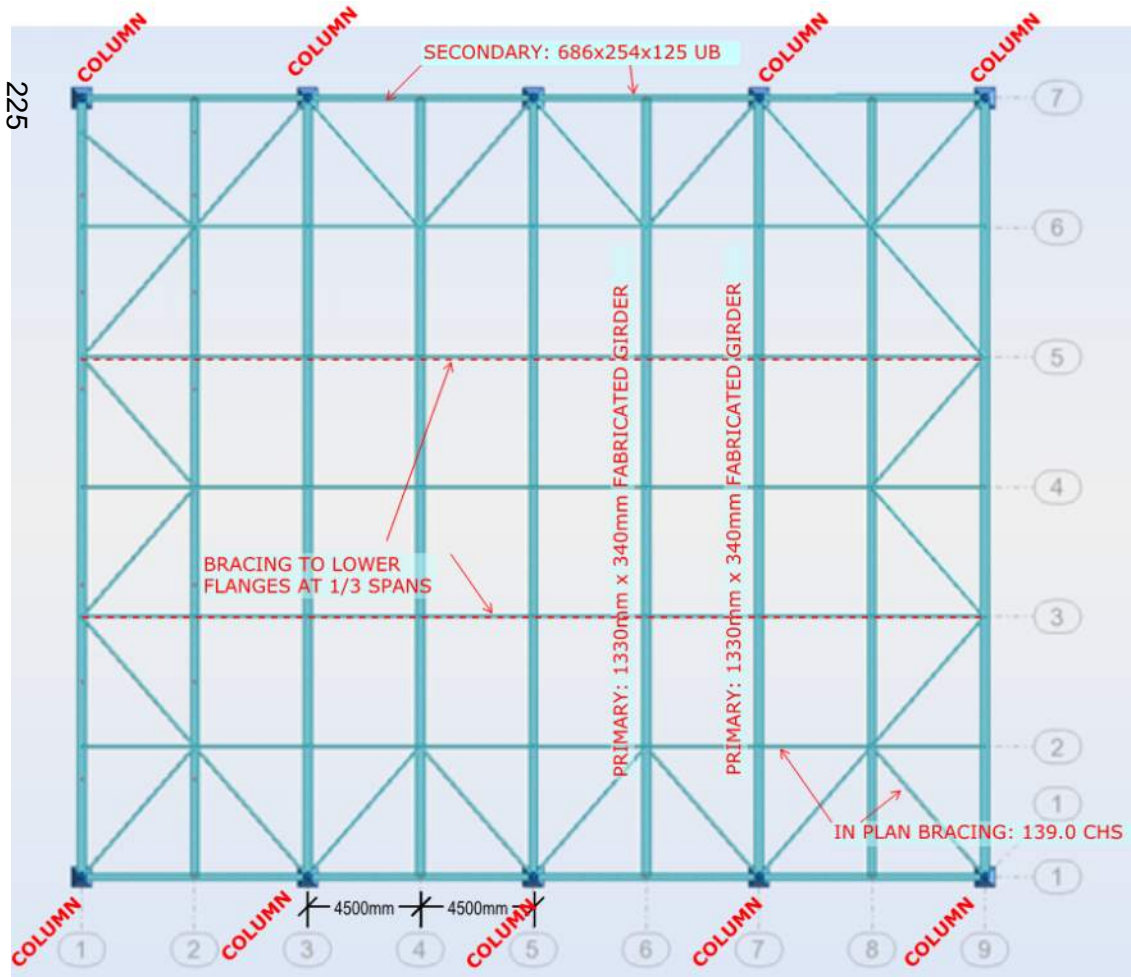 COLUMN
COLUMN
COLUMN
COLUMN
SECONDARY: 686x254x125 UB
225
7
6
5
4
3
2
1
1
PRIMARY: 1330mm x 340mm FABRICATED GIRDER
PRIMARY: 1330mm x 340mm FABRICATED GIRDER
BRACING TO LOWER
FLANGES AT 1/3 SPANS
IN PLAN BRACING: 139.0 CHS
4500mm
4500mm
COLUMN
COLUMN
COLUMN
COLUMN
COLUMN
1
2
3
4
5
6
7
8
9